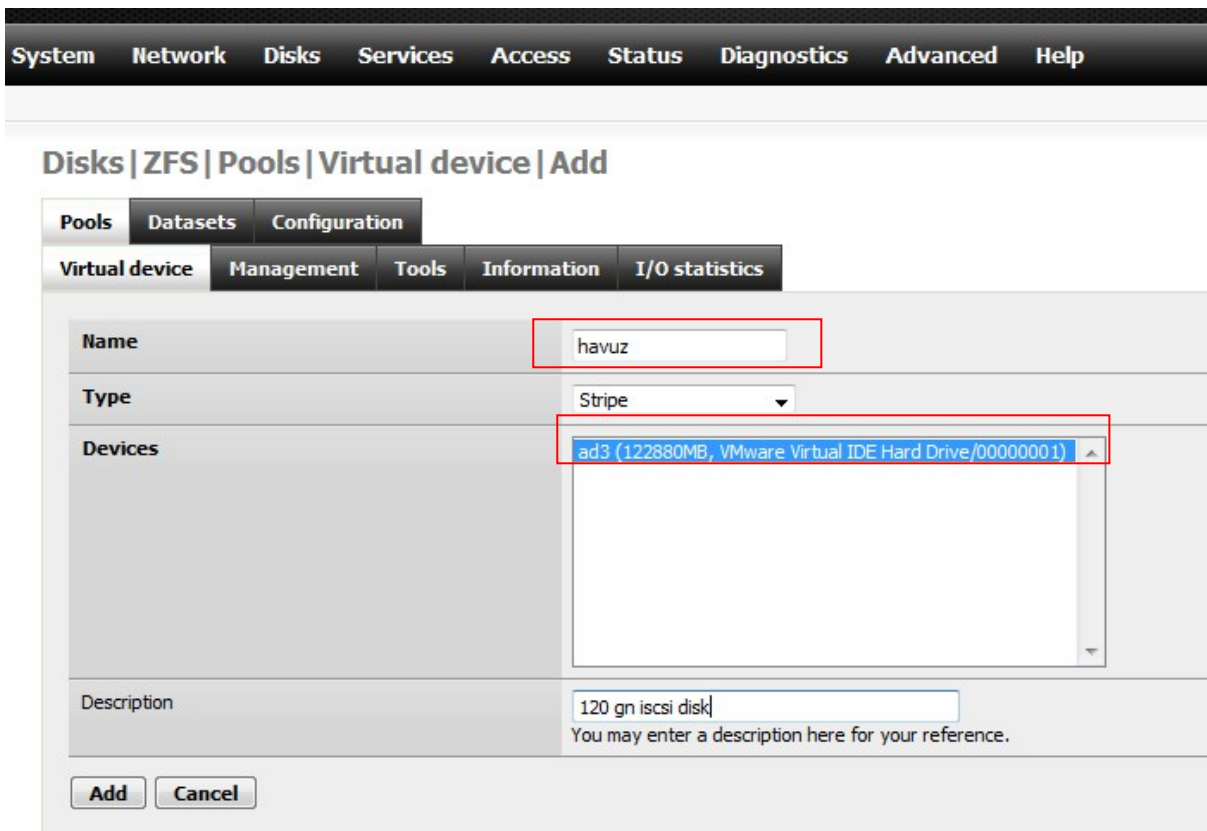 System Network Disks Services Access Status Diagnostics Advanced Help
Disks|ZFS|Pools|Virtual device|Add
Pools Datasets Configuration
Virtual device Management Tools Information I/O statistics
Name havuz
Type Stripe
Devices ad3 (122880MB, VMware Virtual IDE Hard Drive/00000001)
Description 120 gn iscsi disk
You may enter a description here for your reference.
Add Cancel